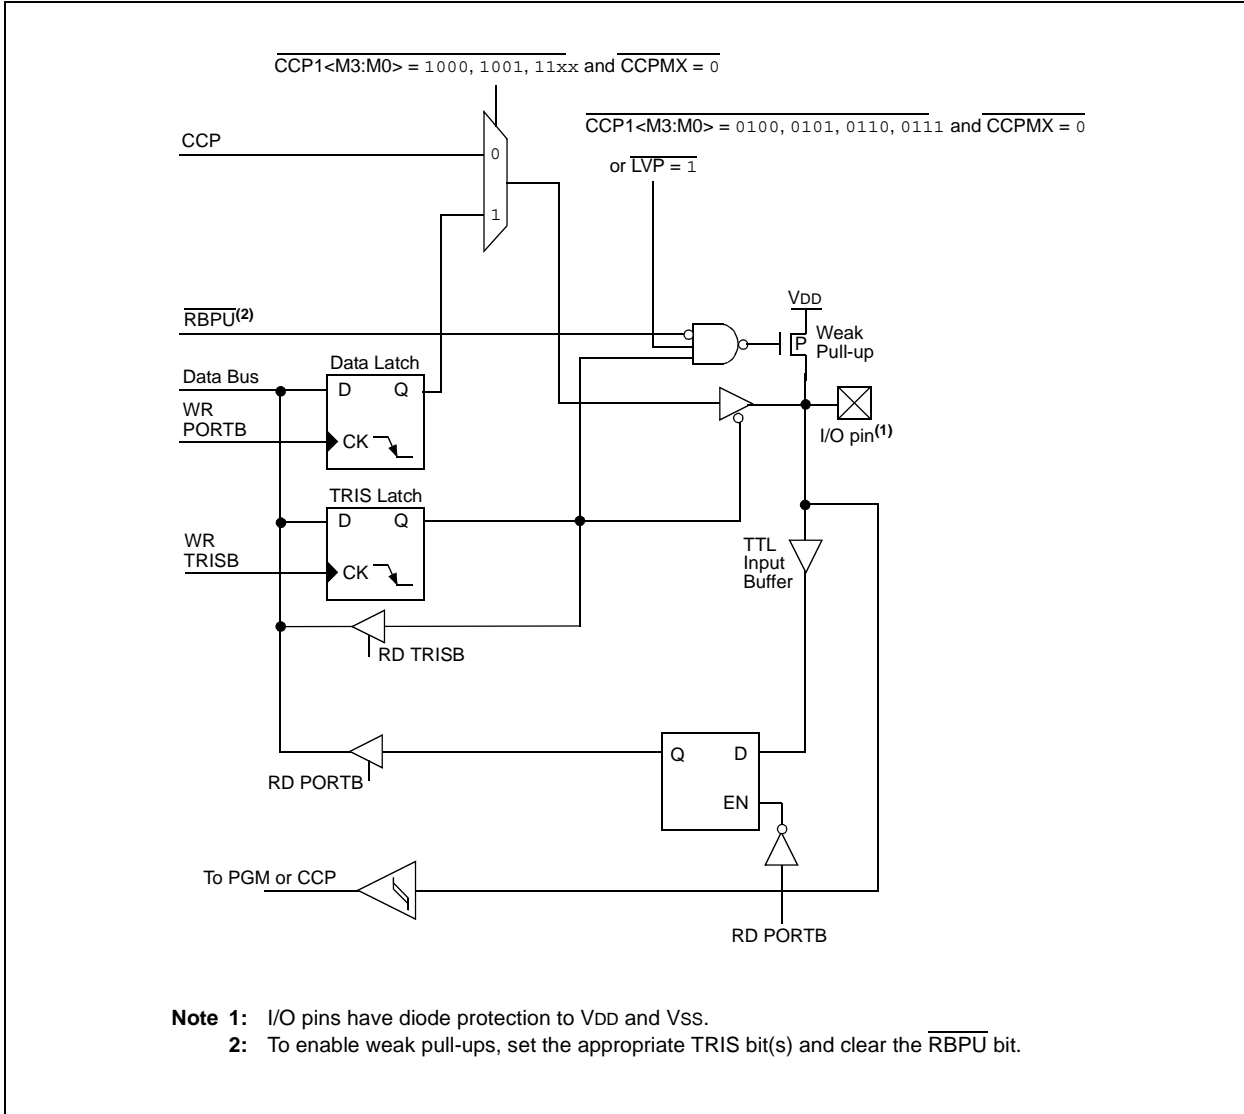 CCP1<M3:M0> = 1000, 1001, 11xx and CCPMX = 0
CCP1<M3:M0> = 0100, 0101, 0110, 0111 and CCPMX = 0
or LVP = 1
CCP
0
1
RBPU(2)
VDD
P
Weak
Pull-up
Data Bus
Data Latch
D Q
WR
PORTB
CK
I/O pin(1)
TRIS Latch
D Q
WR
TRISB
CK
TTL
Input
Buffer
RD TRISB
Q D
EN
RD PORTB
To PGM or CCP
RD PORTB
Note 1: I/O pins have diode protection to VDD and VSS.
2: To enable weak pull-ups, set the appropriate TRIS bit(s) and clear the RBPU bit.